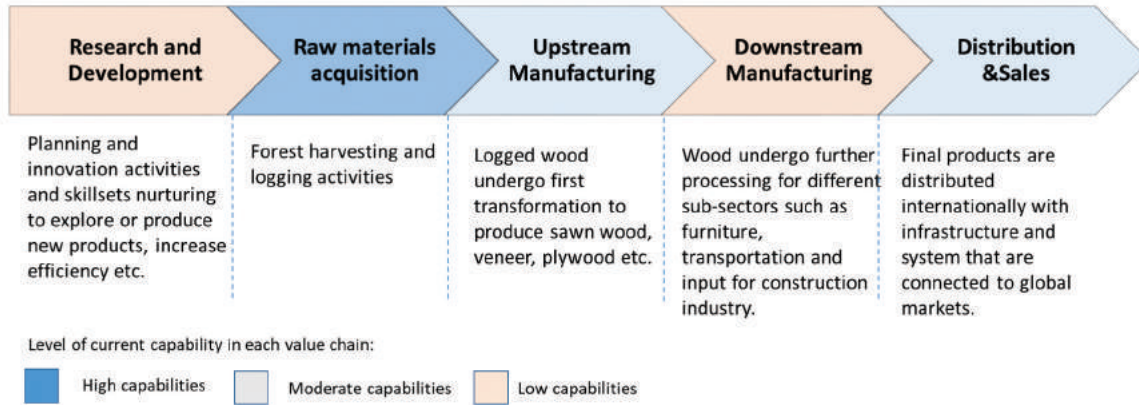 Research and
Development
Raw materials
acquisition
Upstream
Manufacturing
Downstream
Manufacturing
Distribution
&Sales
Planning and
innovation activities
and skillsets nurturing
to explore or produce
new products, increase
efficiency etc.
Forest harvesting and
logging activities
Logged wood
undergo first
transformation to
produce sawn wood,
veneer, plywood etc.
Wood undergo further
processing for different
sub-sectors such as
furniture,
transportation and
input for construction
industry.
Final products are
distributed
internationally with
infrastructure and
system that are
connected to global
markets.
Level of current capability in each value chain:
High capabilities
Moderate capabilities
Low capabilities